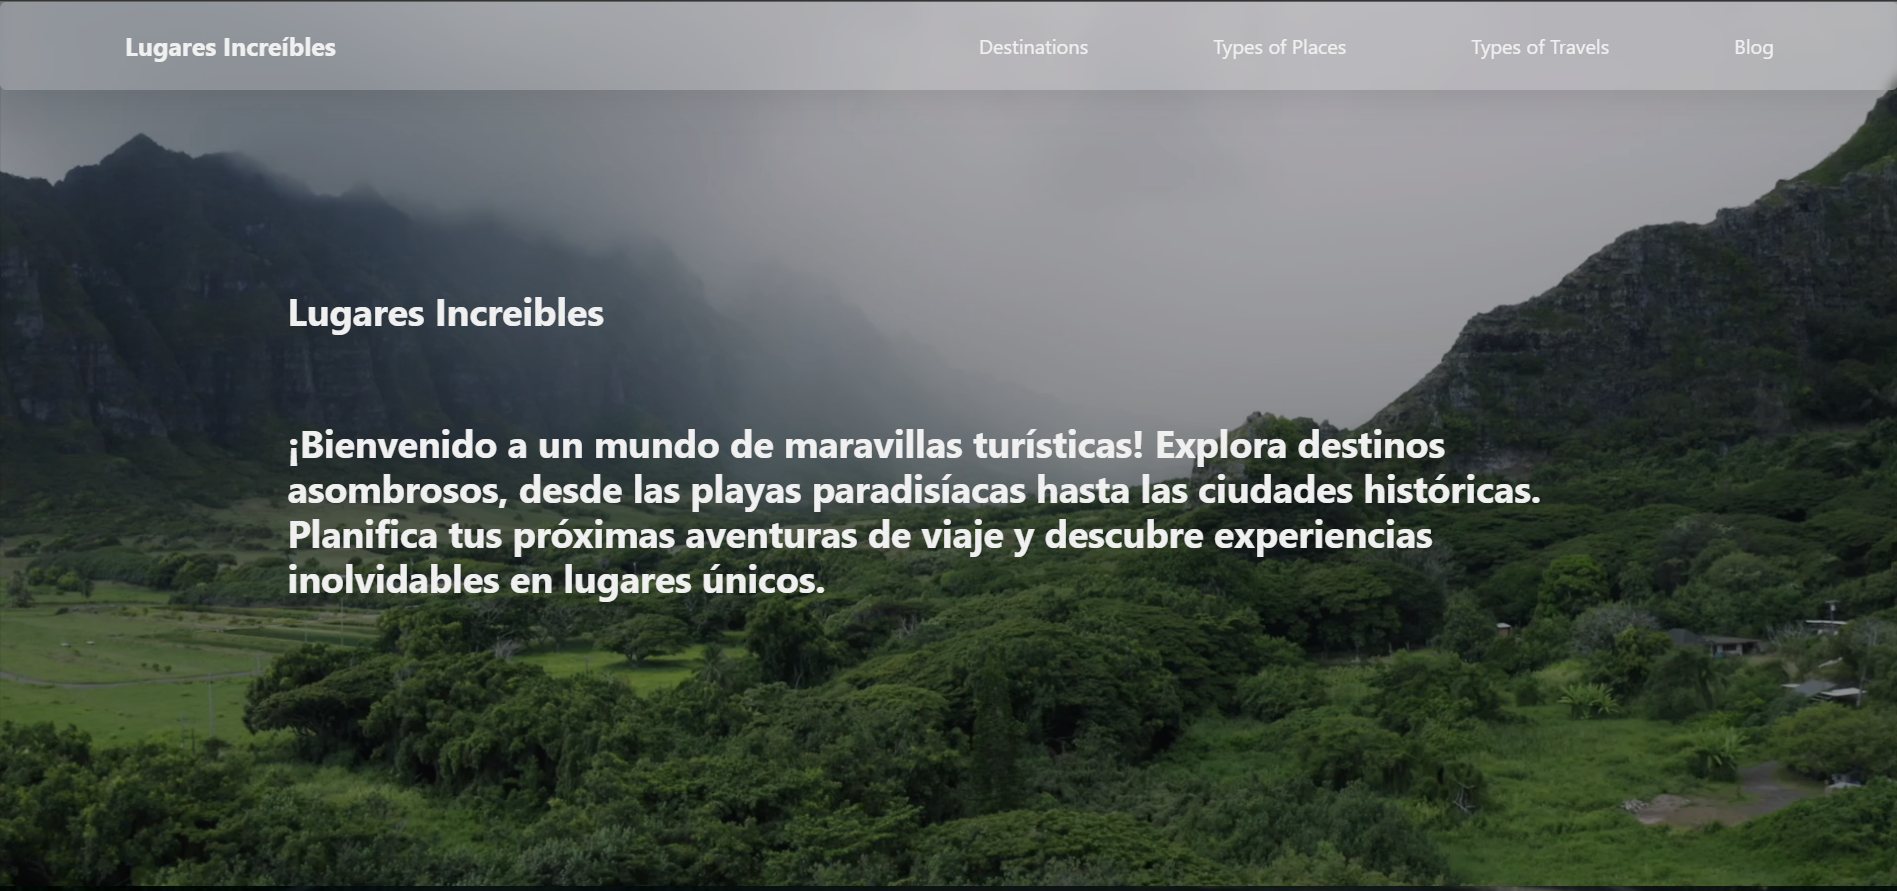 Lugares Increíbles
Destinations
Types of Places
Types of Travels
Blog
Lugares Increibles
¡Bienvenido a un mundo de maravillas turísticas! Explora destinos
asombrosos, desde las playas paradisíacas hasta las ciudades históricas.
Planifica tus próximas aventuras de viaje y descubre experiencias
inolvidables en lugares únicos.